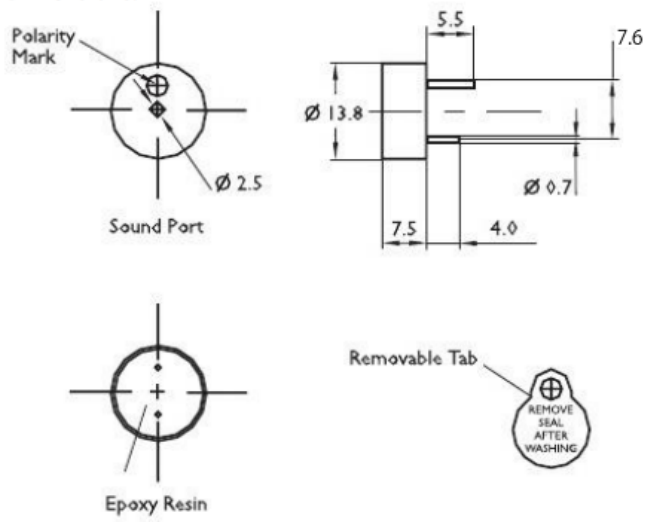 Polarity
Mark
Ø 2.5
Sound Port
5.5
7.6
Ø 13.8
Ø 0.7
7.5
4.0
Epoxy Resin
Removable Tab
REMOVE
SEAL
AFTER
WASHING